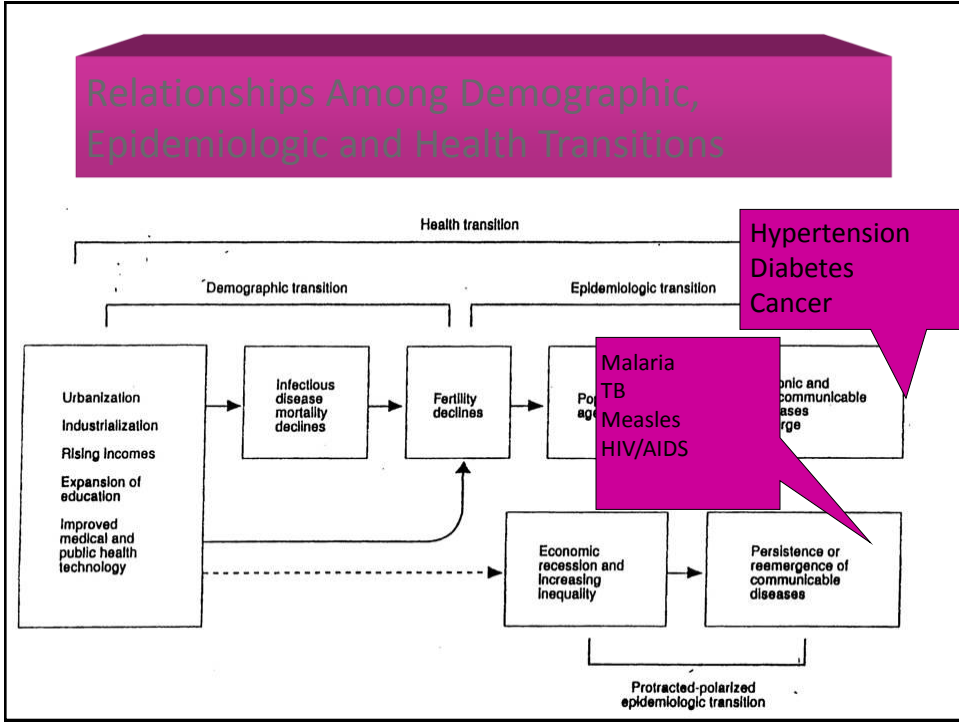 Relationships Among Demographic,
Epidemiologic and Health Transitions
Health transition
Hypertension
Diabetes
Cancer
Demographic transition
Epidemiologic transition
Urbanization
Industrialization
Rising incomes
Expansion of
education
Improved
medical and
public health
technology
Infectious
disease
mortality
declines
Fertility
declines
Malaria
TB
Measles
HIV/AIDS
and
Economic
recession and
increasing
inequality
Persistence or
reemergence of
communicable
diseases
Protracted-polarized
epidemiologic transition